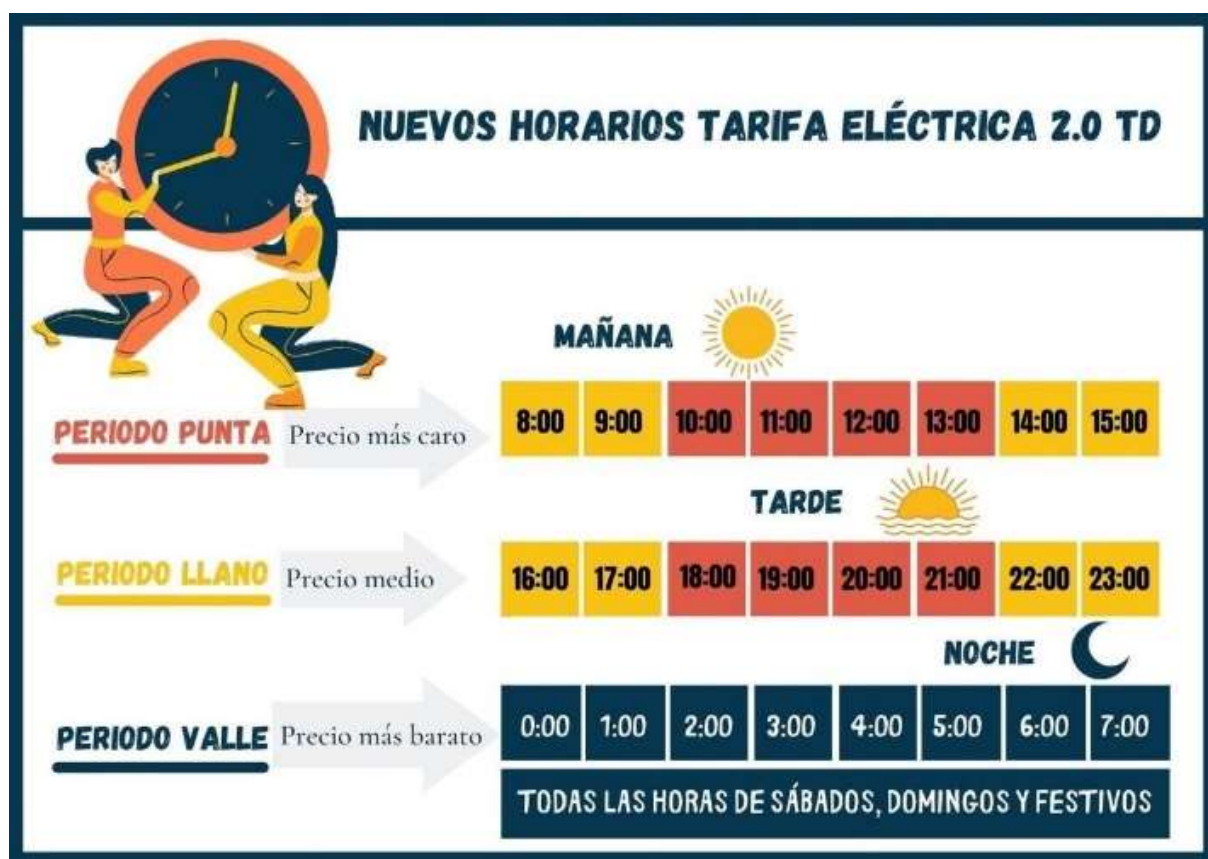 NUEVOS HORARIOS TARIFA ELÉCTRICA 2.0 TD
MAÑANA
PERIODO PUNTA Precio más caro 8:00 9:00 10:00 11:00 12:00 13:00 14:00 15:00
TARDE
PERIODO LLANO Precio medio 16:00 17:00 18:00 19:00 20:00 21:00 22:00 23:00
NOCHE
PERIODO VALLE Precio más barato 0:00 1:00 2:00 3:00 4:00 5:00 6:00 7:00
TODAS LAS HORAS DE SÁBADOS, DOMINGOS Y FESTIVOS